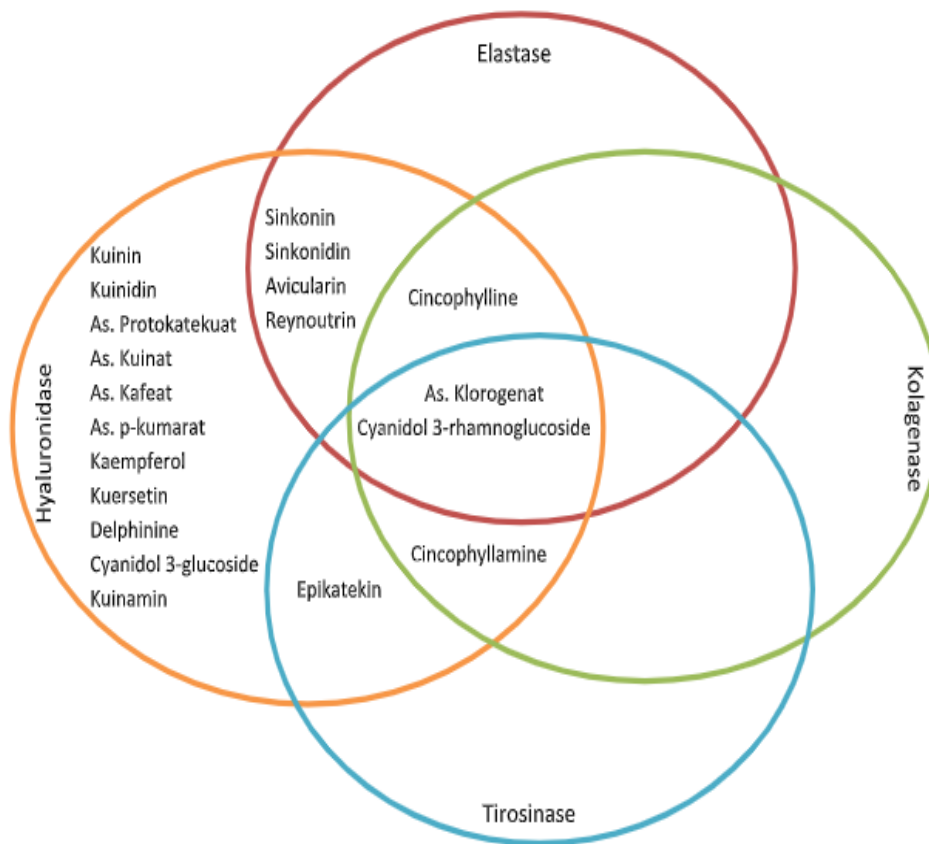 Elastase
Sinkonin
Sinkonidin
Avicularin
Reynoutrin
Kuinin
Kuinidin
As. Protokatekuat
As. Kuinat
As. Kafeat
As. p-kumarat
Kaempferol
Kuersetin
Delphinine
Cyanidol 3-glucoside
Kuinamin
Hyaluronidase
Cincophylline
As. Klorogenat
Cyanidol 3-rhamnoglucoside
Cincophyllamine
Epikatekin
Kolagenase
Tirosinase